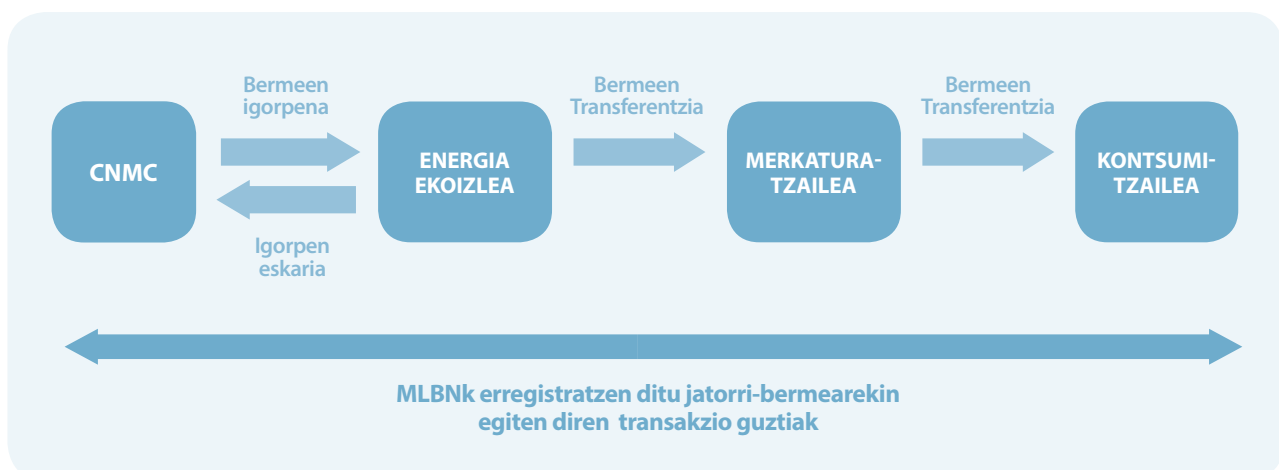 Bermeen
igorpena
Bermeen
Transferentzia
Bermeen
Transferentzia
CNMC
ENERGIA
EKOIZLEA
MERKATURA-
TZAILEA
KONTSUMI-
TZAILEA
Igorpen
eskaria
MLBNk erregistratzen ditu jatorri-bermearekin
egiten diren transakzio guztiak